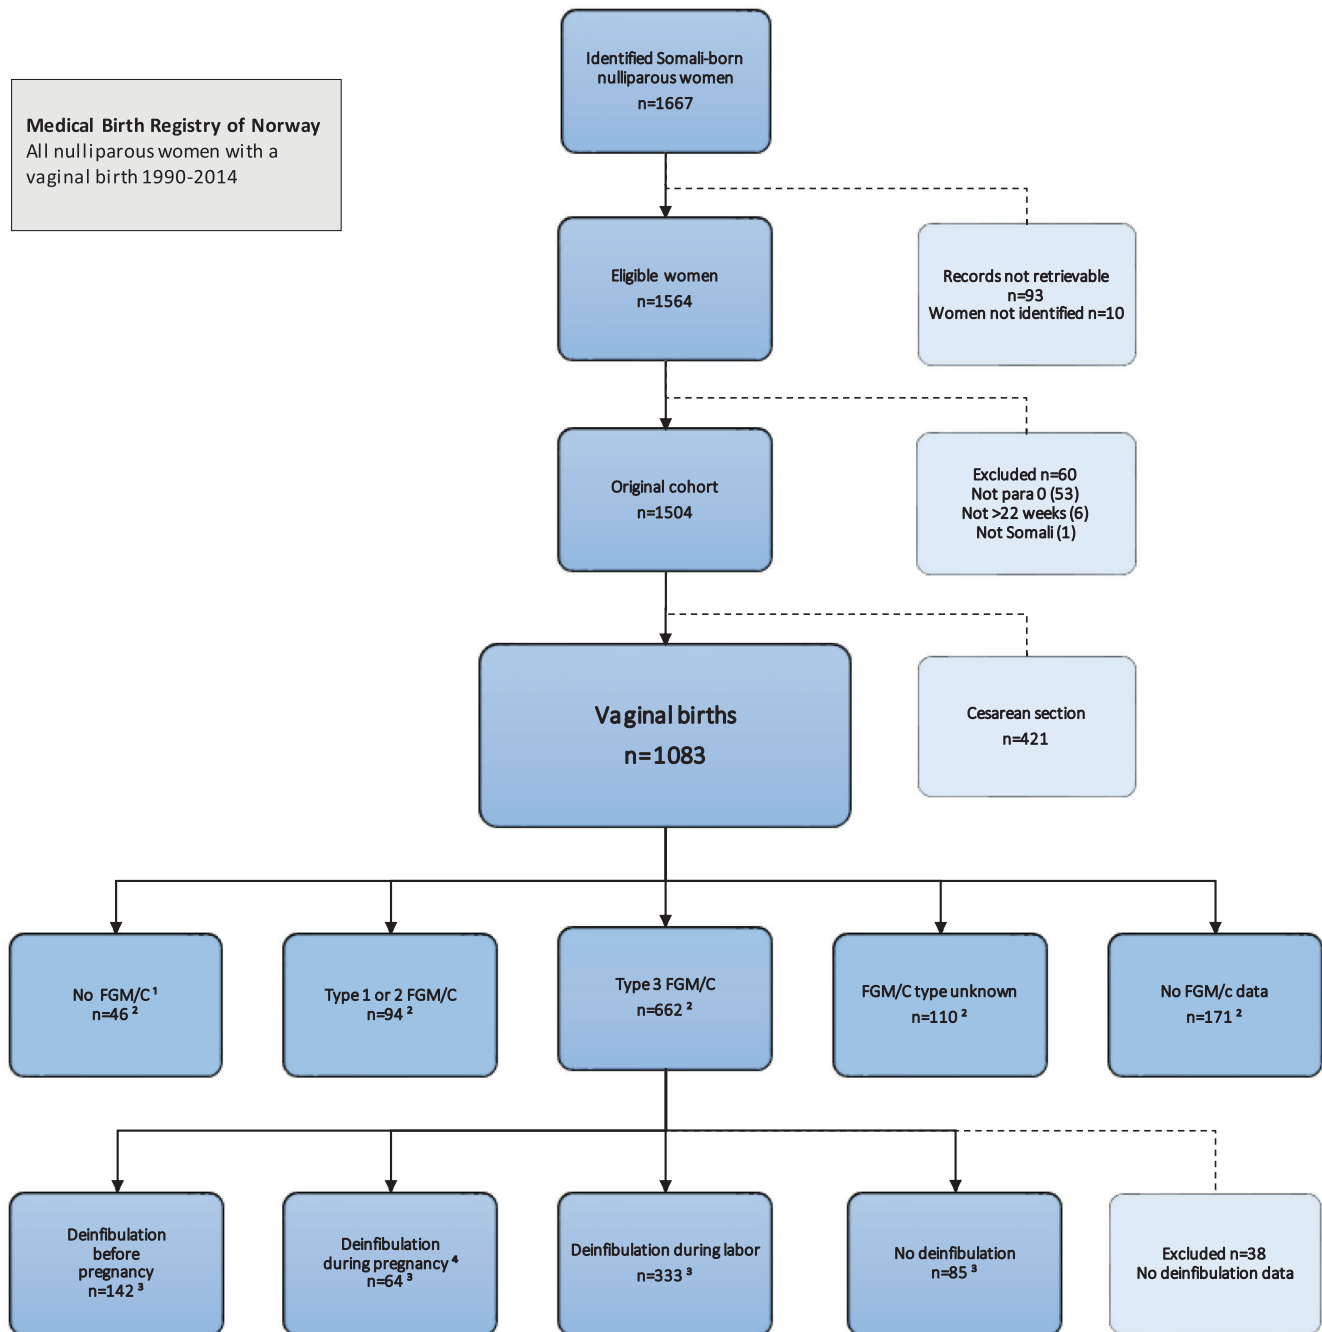 Identified Somali-born
nulliparous women
n=1667
Medical Birth Registry of Norway
All nulliparous women with a
vaginal birth 1990-2014
Eligible women
n=1564
Records not retrievable
n=93
Women not identified n=10
Original cohort
n=1504
Excluded n=60
Not para 0 (53)
Not >22 weeks (6)
Not Somali (1)
Vaginal births
n=1083
Cesarean section
n=421
No FGM/C ¹
n=46 ²
Type 1 or 2 FGM/C
n=94 ²
Type 3 FGM/C
n=662 ²
FGM/C type unknown
n=110 ²
No FGM/c data
n=171 ²
Deinfibulation
before
pregnancy
n=142 ³
Deinfibulation
during pregnancy ⁴
n=64 ³
Deinfibulation during labor
n=333 ³
No deinfibulation
n=85 ³
Excluded n=38
No deinfibulation data